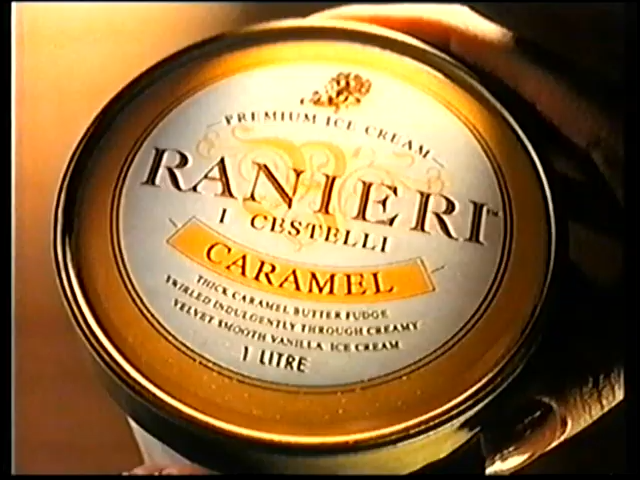 PREMIUM ICE CREAM
RANIERI™
I CESTELLI
CARAMEL
THICK CARAMEL BUTTER FUDGE
SWIRLED INDULGENTLY THROUGH CREAMY
VELVET SMOOTH VANILLA ICE CREAM
1 LITRE